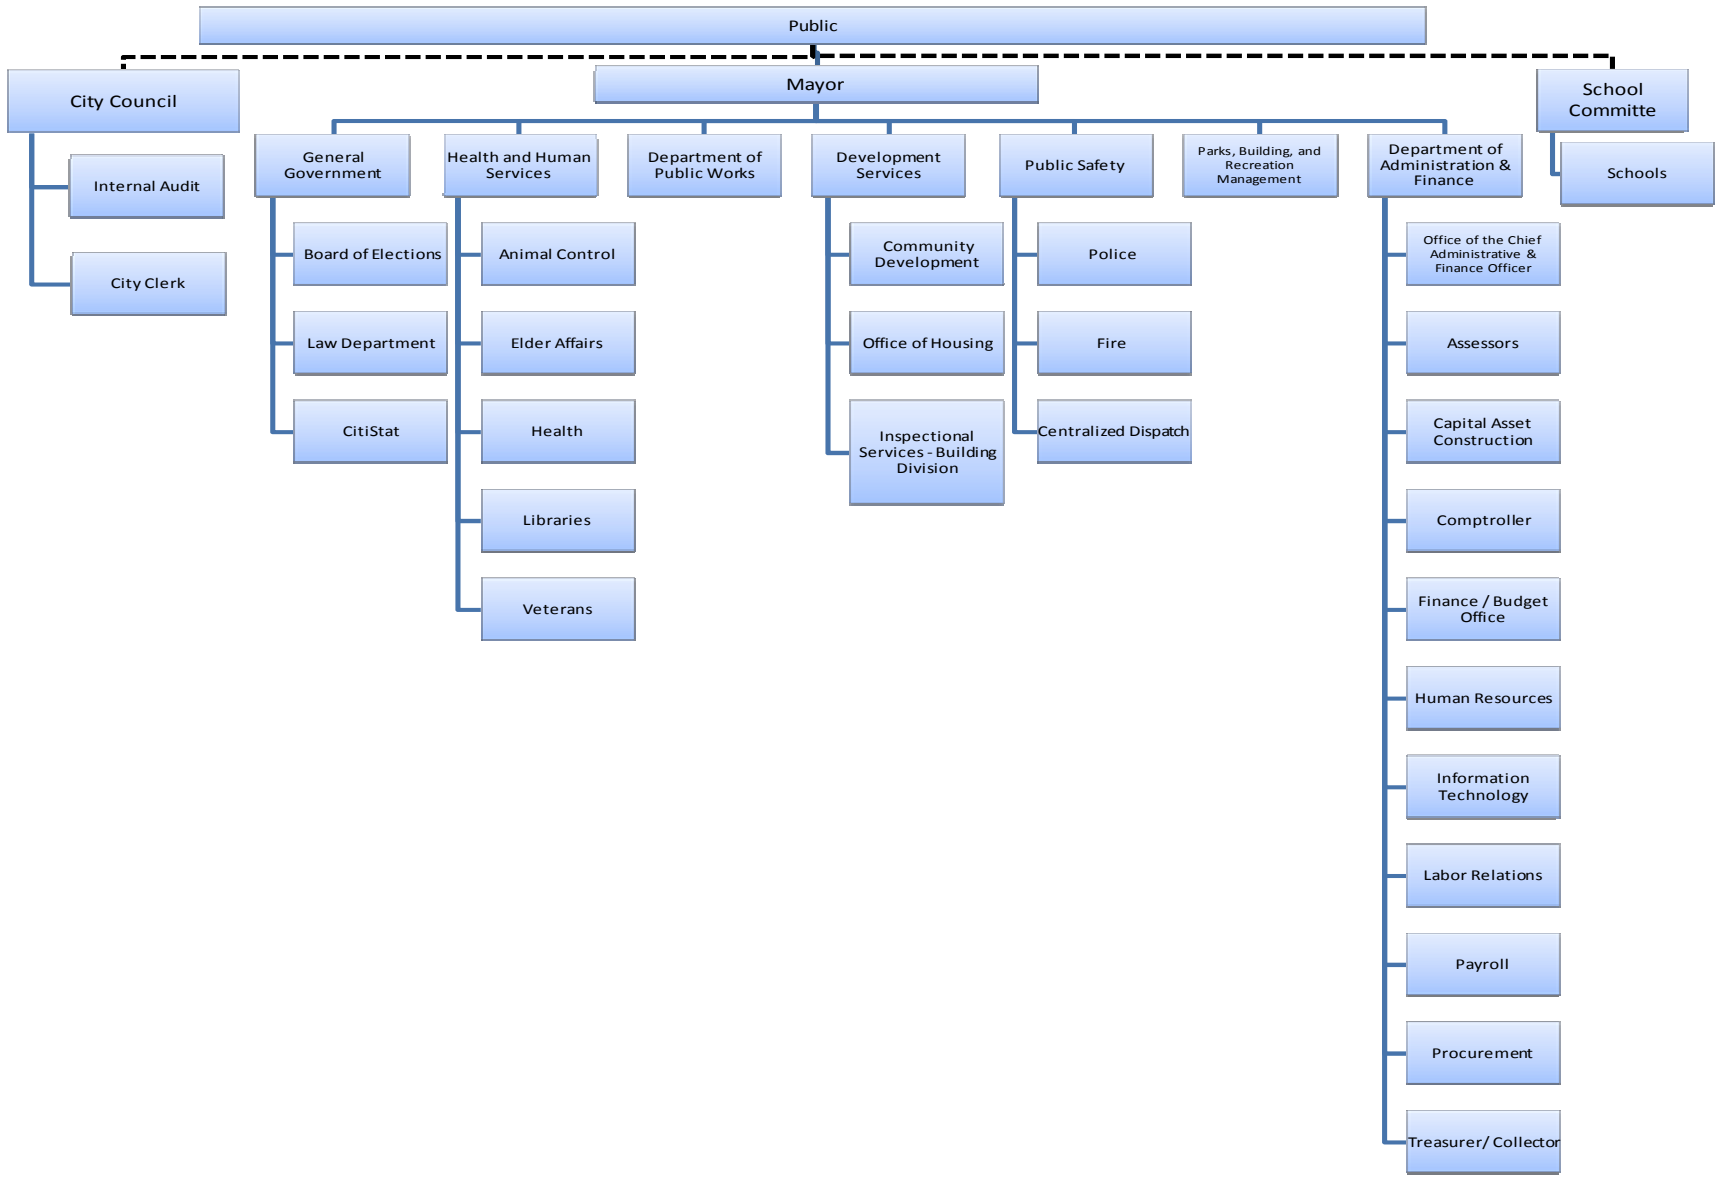 Public
City Council
Mayor
School
Committe
Internal Audit
City Clerk
General
Government
Health and Human
Services
Department of
Public Works
Development
Services
Public Safety
Parks, Building, and
Recreation
Management
Department of
Administration &
Finance
Schools
Board of Elections
Law Department
CitiStat
Animal Control
Elder Affairs
Health
Libraries
Veterans
Community
Development
Office of Housing
Inspectional
Services - Building
Division
Police
Fire
Centralized Dispatch
Office of the Chief
Administrative &
Finance Officer
Assessors
Capital Asset
Construction
Comptroller
Finance / Budget
Office
Human Resources
Information
Technology
Labor Relations
Payroll
Procurement
Treasurer/ Collector